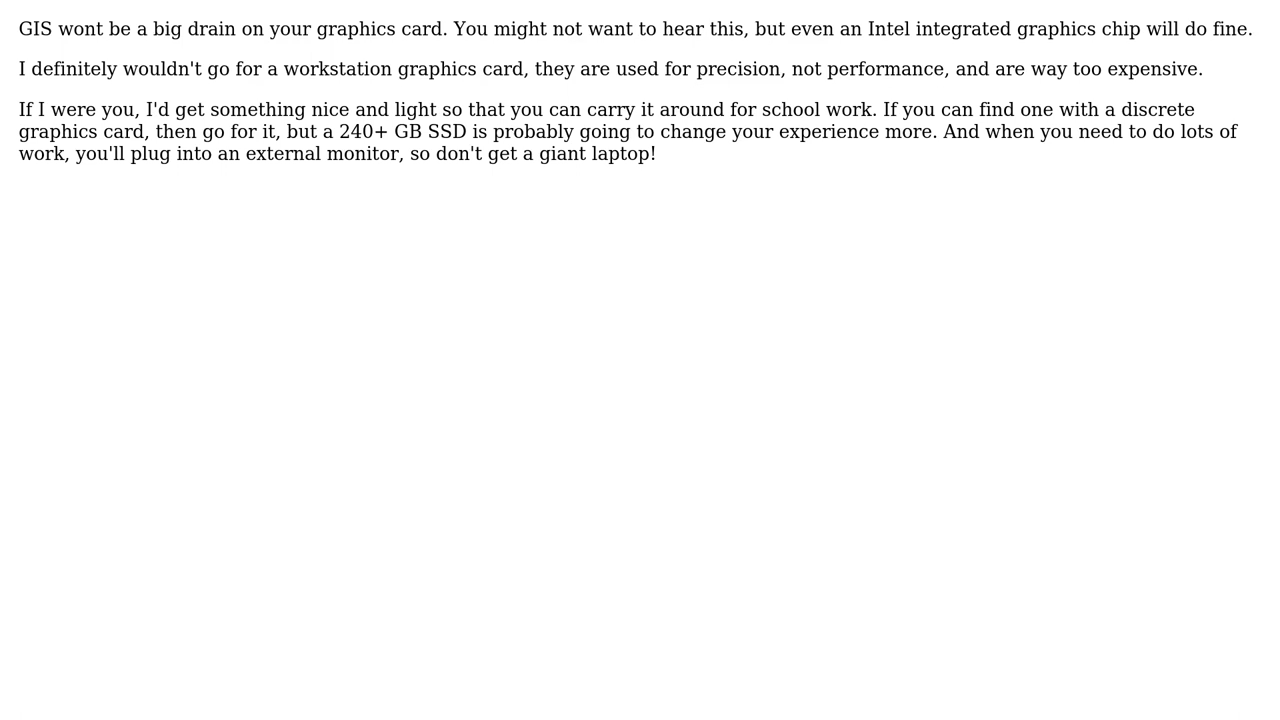 GIS wont be a big drain on your graphics card. You might not want to hear this, but even an Intel integrated graphics chip will do fine.
I definitely wouldn't go for a workstation graphics card, they are used for precision, not performance, and are way too expensive.
If I were you, I'd get something nice and light so that you can carry it around for school work. If you can find one with a discrete
graphics card, then go for it, but a 240+ GB SSD is probably going to change your experience more. And when you need to do lots of
work, you'll plug into an external monitor, so don't get a giant laptop!